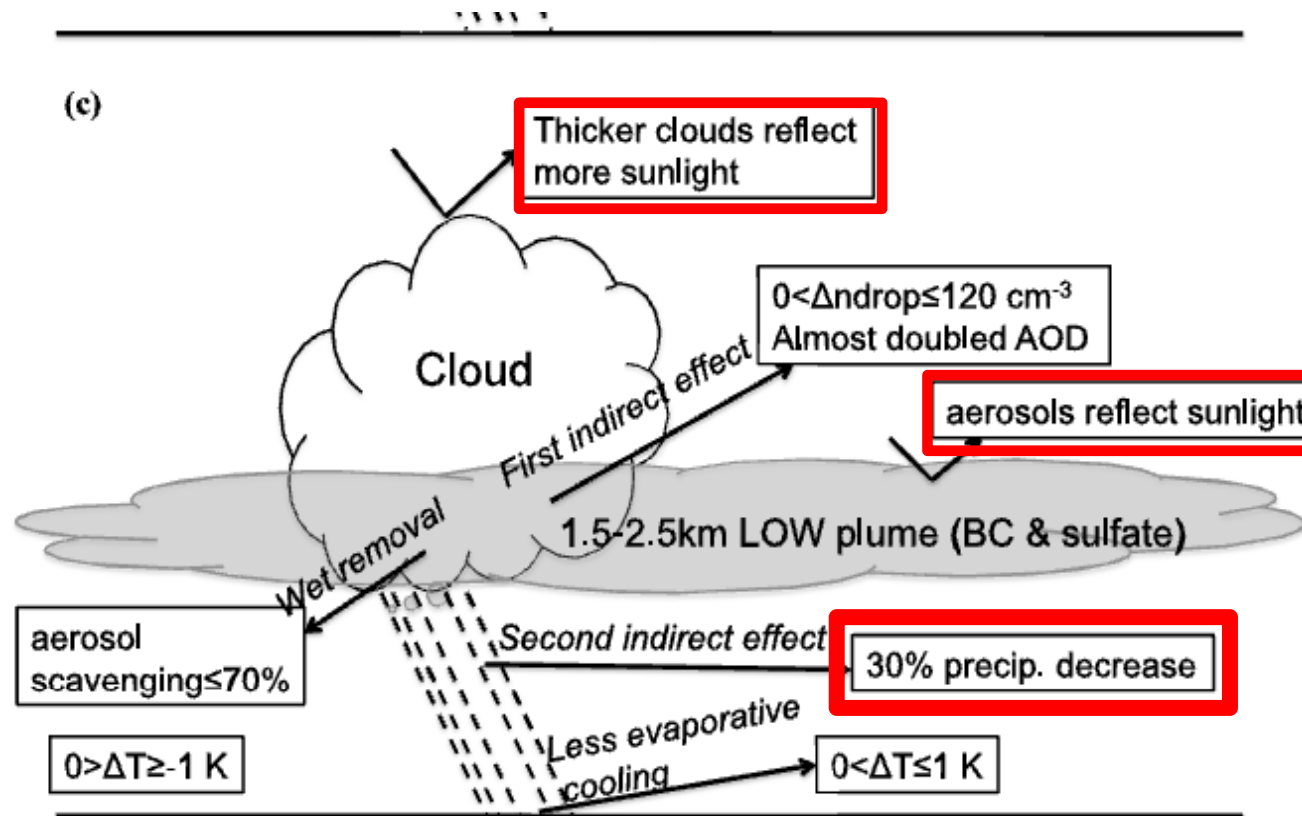 (c)
Thicker clouds reflect
more sunlight
0<Δndrop≤120 cm⁻³
Almost doubled AOD
Cloud
First indirect effect
aerosols reflect sunlight
1.5-2.5km LOW plume (BC & sulfate)
Wet removal
aerosol
scavenging≤70%
Second indirect effect
30% precip. decrease
Less evaporative
cooling
0>ΔT≥-1 K
0<ΔT≤1 K